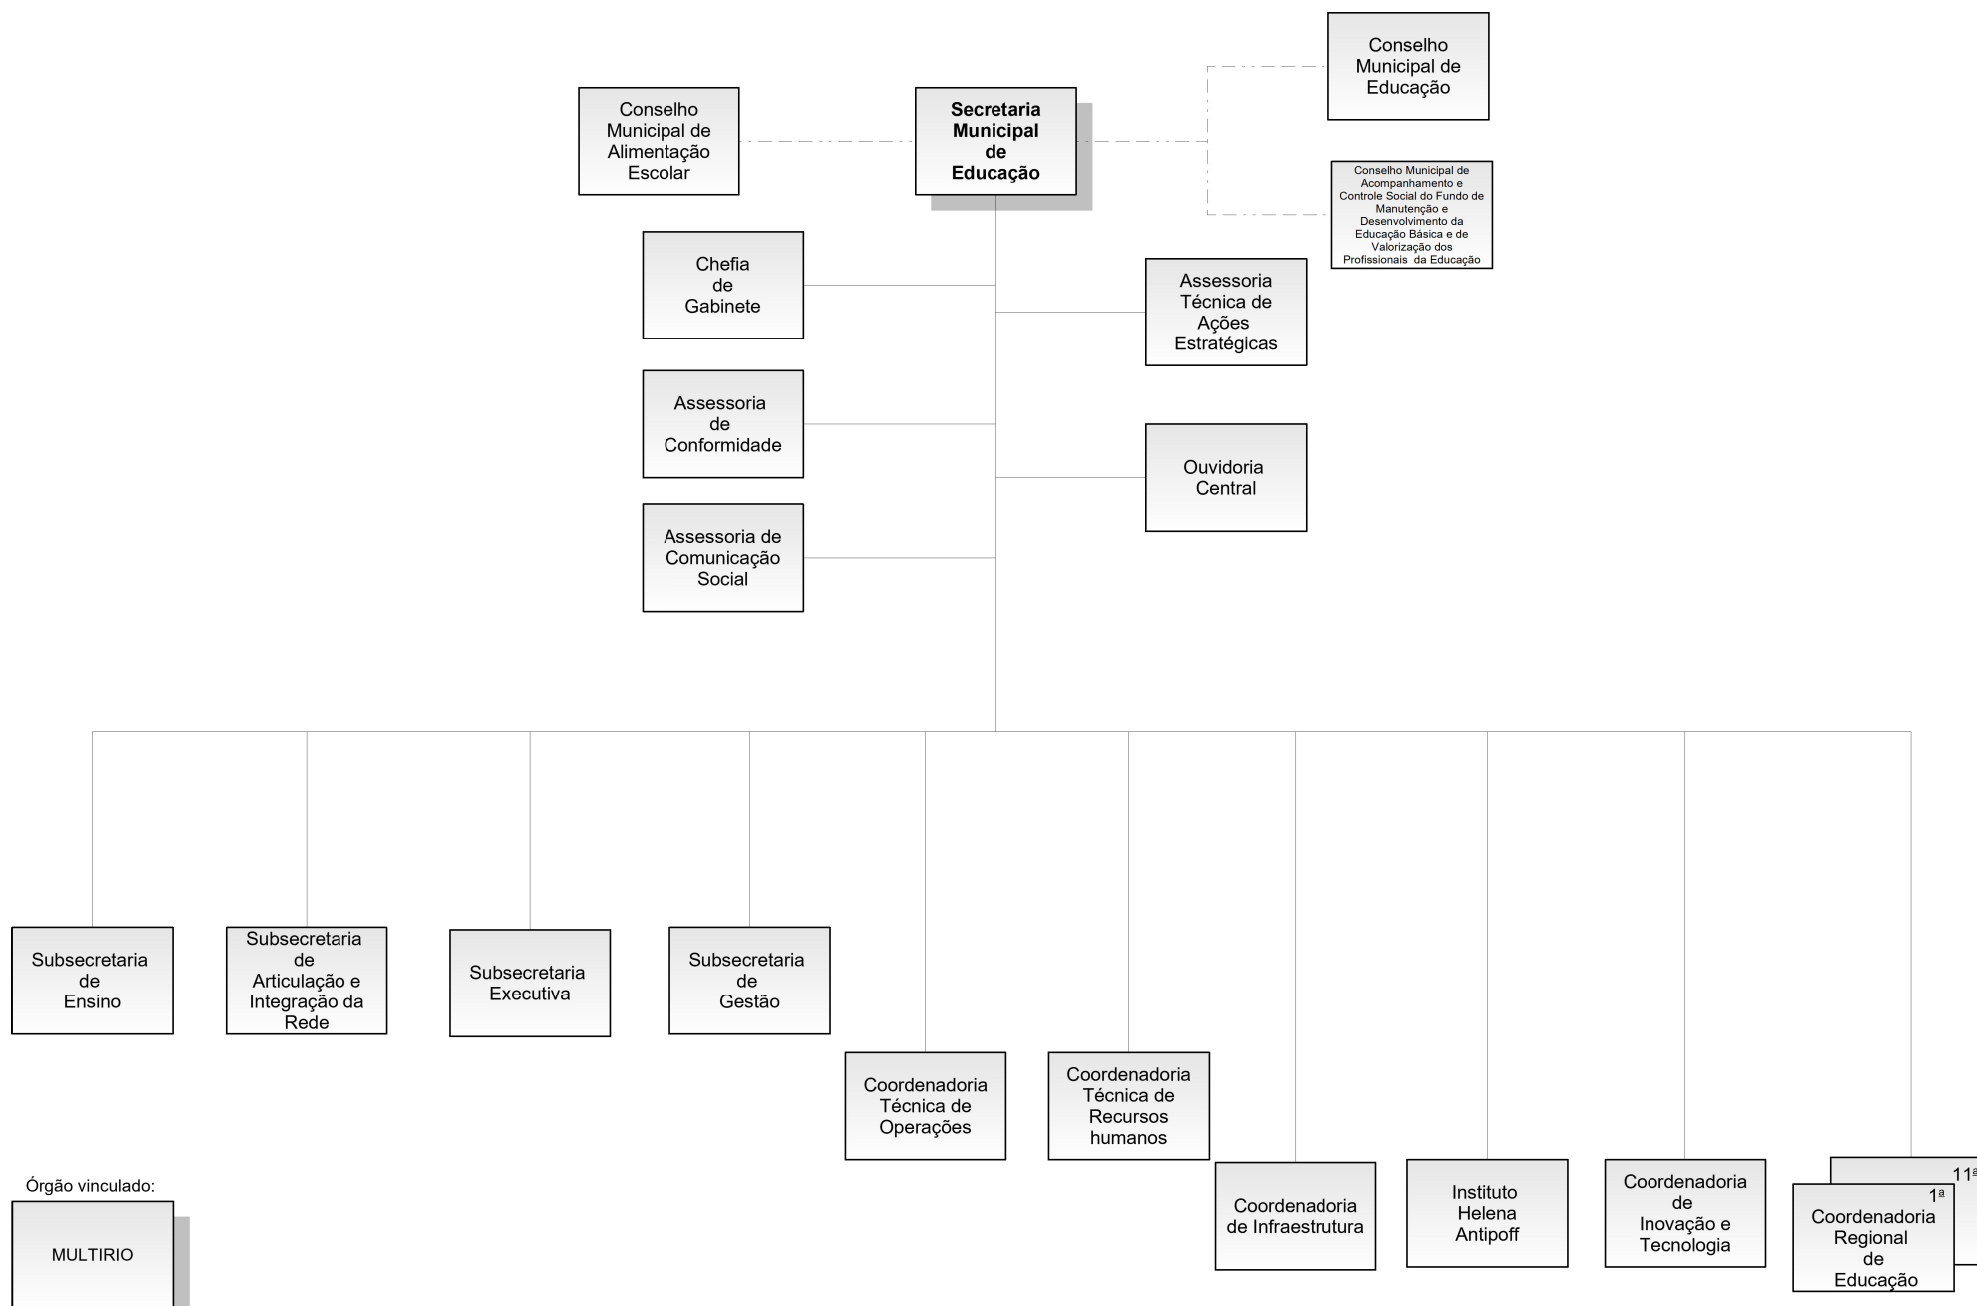 Conselho
Municipal de
Educação
Conselho
Municipal de
Alimentação
Escolar
Secretaria
Municipal
de
Educação
Conselho Municipal de
Acompanhamento e
Controle Social do Fundo de
Manutenção e
Desenvolvimento da
Educação Básica e de
Valorização dos
Profissionais da Educação
Chefia
de
Gabinete
Assessoria
Técnica de
Ações
Estratégicas
Assessoria
de
Conformidade
Ouvidoria
Central
Assessoria de
Comunicação
Social
Subsecretaria
de
Ensino
Subsecretaria
de
Articulação e
Integração da
Rede
Subsecretaria
Executiva
Subsecretaria
de
Gestão
Coordenadoria
Técnica de
Operações
Coordenadoria
Técnica de
Recursos
humanos
Coordenadoria
de Infraestrutura
Instituto
Helena
Antipoff
Coordenadoria
de
Inovação e
Tecnologia
11ª
1ª
Coordenadoria
Regional
de
Educação
Órgão vinculado:
MULTIRIO